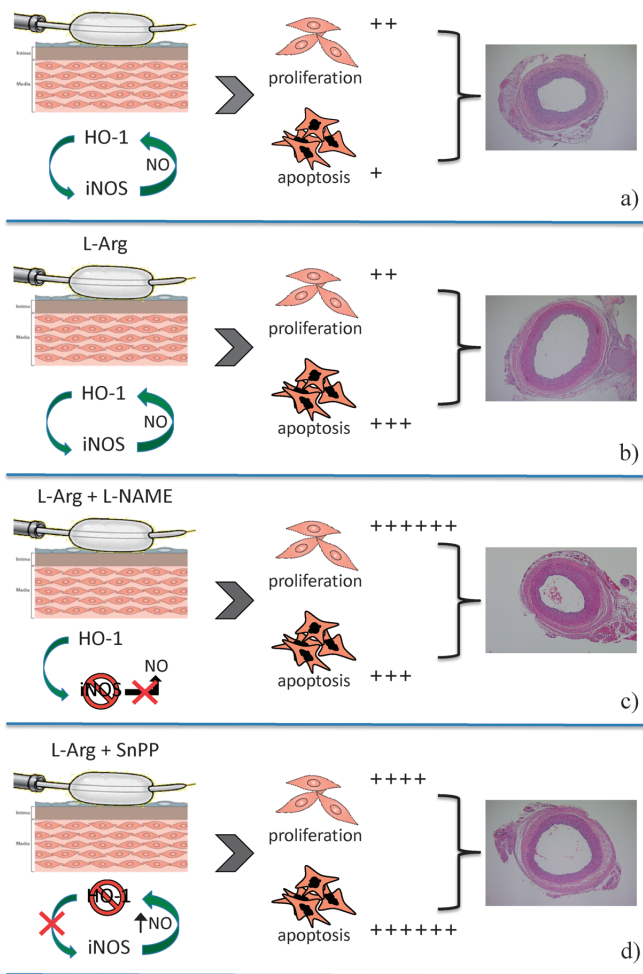 Intima
Media
HO-1
NO
iNOS
++
proliferation
apoptosis
+
a)
L-Arg
Intima
Media
HO-1
NO
iNOS
++
proliferation
apoptosis
+++
b)
L-Arg + L-NAME
Intima
Media
HO-1
NO
iNOS
++++++
proliferation
apoptosis
+++
c)
L-Arg + SnPP
Intima
Media
HO-1
↑NO
iNOS
++++
proliferation
apoptosis
++++++
d)